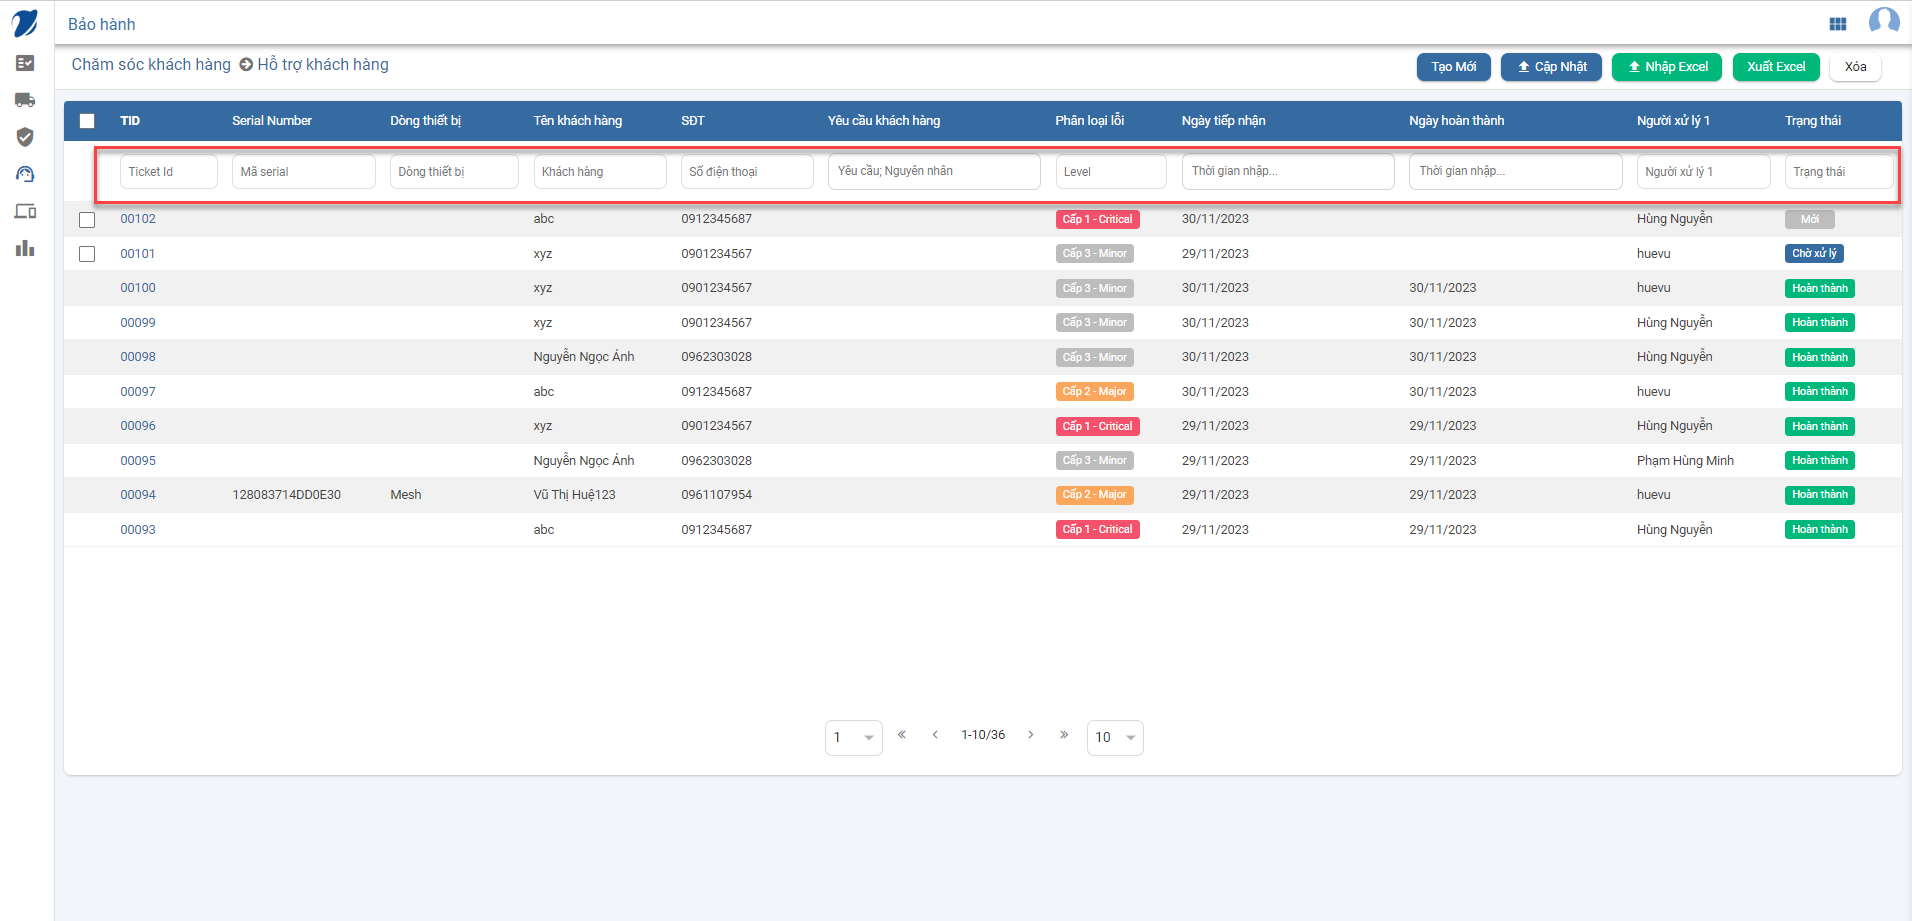 Bảo hành
Chăm sóc khách hàng Hỗ trợ khách hàng
Tạo Mới Cập Nhật Nhập Excel Xuất Excel Xóa
TID Serial Number Dòng thiết bị Tên khách hàng SĐT Yêu cầu khách hàng Phân loại lỗi Ngày tiếp nhận Ngày hoàn thành Người xử lý 1 Trạng thái
Ticket Id Mã serial Dòng thiết bị Khách hàng Số điện thoại Yêu cầu; Nguyên nhân Level Thời gian nhập... Thời gian nhập... Người xử lý 1 Trạng thái
00102 abc 0912345687 Cấp 1 - Critical 30/11/2023 Hùng Nguyễn Mới
00101 xyz 0901234567 Cấp 3 - Minor 29/11/2023 huevu Chờ xử lý
00100 xyz 0901234567 Cấp 3 - Minor 30/11/2023 30/11/2023 huevu Hoàn thành
00099 xyz 0901234567 Cấp 3 - Minor 30/11/2023 30/11/2023 Hùng Nguyễn Hoàn thành
00098 Nguyễn Ngọc Ánh 0962303028 Cấp 3 - Minor 30/11/2023 30/11/2023 Hùng Nguyễn Hoàn thành
00097 abc 0912345687 Cấp 2 - Major 30/11/2023 30/11/2023 huevu Hoàn thành
00096 xyz 0901234567 Cấp 1 - Critical 29/11/2023 29/11/2023 Hùng Nguyễn Hoàn thành
00095 Nguyễn Ngọc Ánh 0962303028 Cấp 3 - Minor 29/11/2023 29/11/2023 Phạm Hùng Minh Hoàn thành
00094 128083714DD0E30 Mesh Vũ Thị Huệ123 0961107954 Cấp 2 - Major 29/11/2023 29/11/2023 huevu Hoàn thành
00093 abc 0912345687 Cấp 1 - Critical 29/11/2023 29/11/2023 Hùng Nguyễn Hoàn thành
1 « ‹ 1-10/36 › » 10